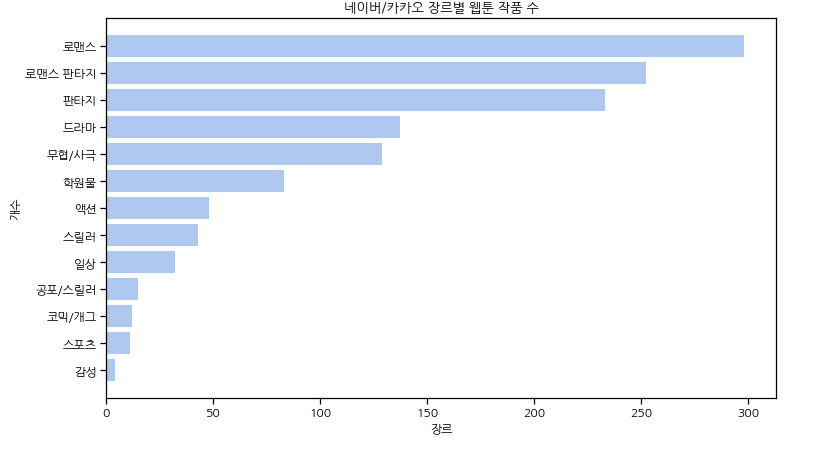 네이버/카카오 장르별 웹툰 작품 수
개수
로맨스
로맨스 판타지
판타지
드라마
무협/사극
학원물
액션
스릴러
일상
공포/스릴러
코믹/개그
스포츠
감성
0 50 100 150 200 250 300
장르